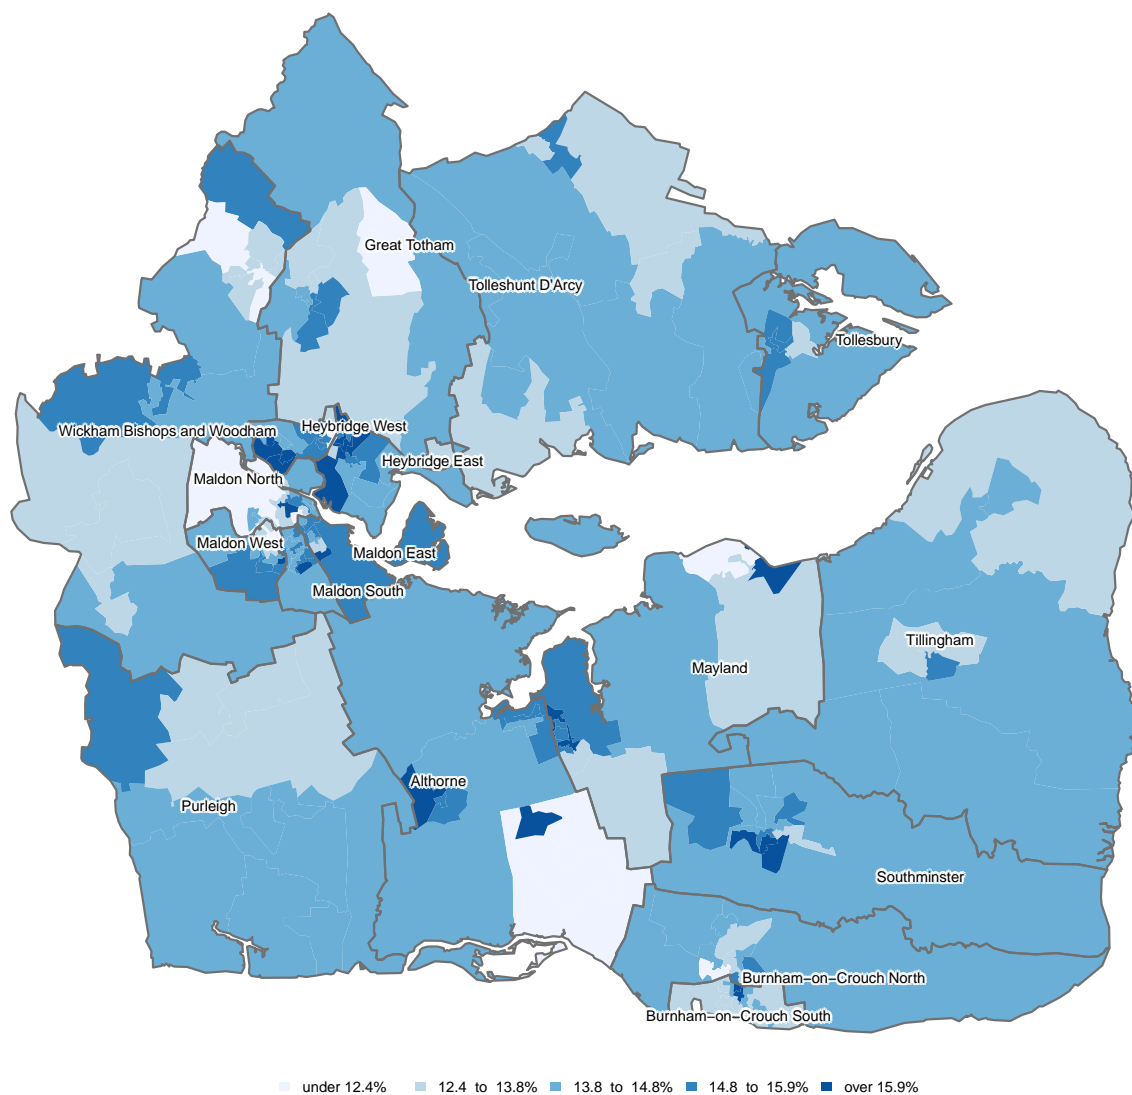 Great Totham
Tolleshunt D'Arcy
Tollesbury
Heybridge West
Wickham Bishops and Woodham
Heybridge East
Maldon North
Maldon West
Maldon East
Maldon South
Tillingham
Mayland
Althorne
Purleigh
Southminster
Burnham–on–Crouch North
Burnham–on–Crouch South
under 12.4% 12.4 to 13.8% 13.8 to 14.8% 14.8 to 15.9% over 15.9%